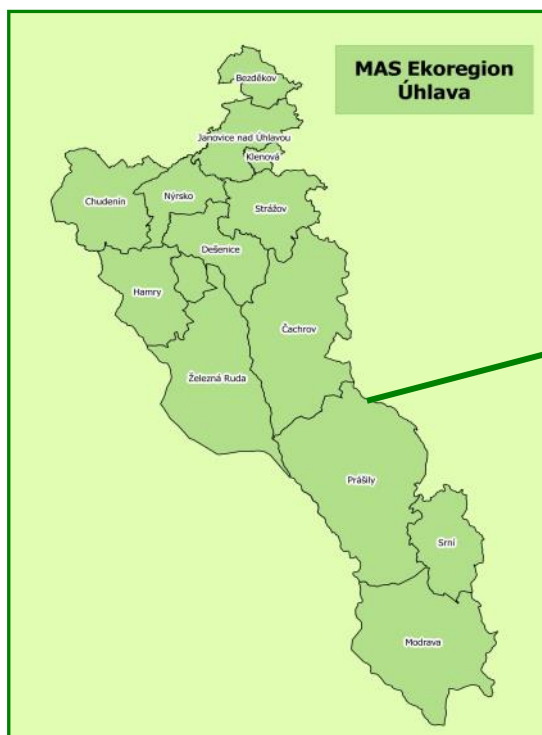 MAS Ekoregion
Úhlava
Bezděkov
Janovice nad Úhlavou
Klenová
Chudenín
Nýrsko
Strážov
Dešenice
Hamry
Čachrov
Železná Ruda
Prášily
Srní
Modrava